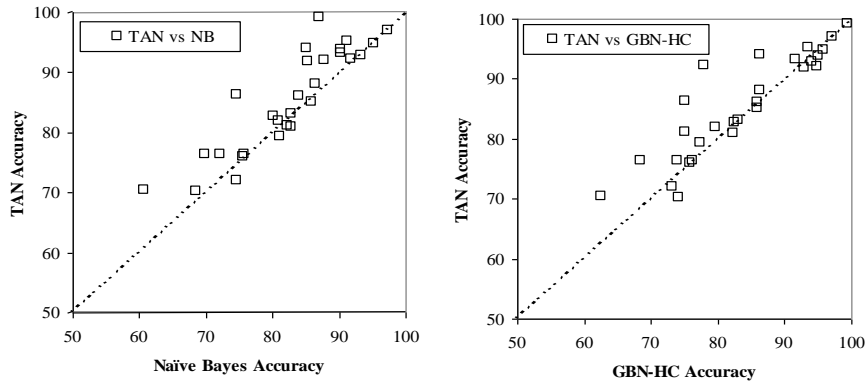 TAN vs NB
TAN Accuracy
100
90
80
70
60
50
50 60 70 80 90 100
Naïve Bayes Accuracy
TAN vs GBN-HC
TAN Accuracy
100
90
80
70
60
50
50 60 70 80 90 100
GBN-HC Accuracy